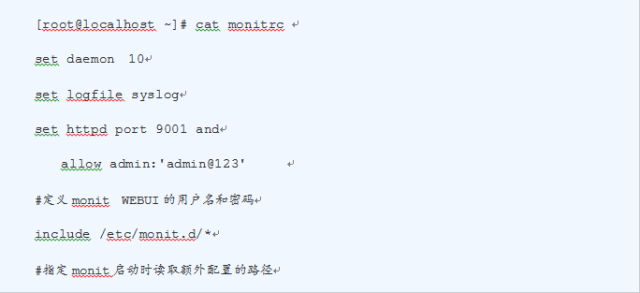 [root@localhost ~]# cat monitrc
set daemon 10
set logfile syslog
set httpd port 9001 and
allow admin:'admin@123'
#定义 monit WEBUI 的用户名和密码
include /etc/monit.d/*
#指定 monit 启动时读取额外配置的路径